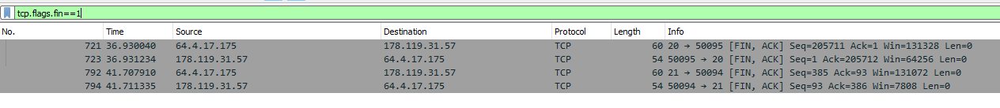 tcp.flags.fin==1
No. Time Source Destination Protocol Length Info
721 36.930040 64.4.17.175 178.119.31.57 TCP 60 20 → 50095 [FIN, ACK] Seq=205711 Ack=1 Win=131328 Len=0
723 36.931234 178.119.31.57 64.4.17.175 TCP 54 50095 → 20 [FIN, ACK] Seq=1 Ack=205712 Win=64256 Len=0
792 41.707910 64.4.17.175 178.119.31.57 TCP 60 21 → 50094 [FIN, ACK] Seq=385 Ack=93 Win=131072 Len=0
794 41.711335 178.119.31.57 64.4.17.175 TCP 54 50094 → 21 [FIN, ACK] Seq=93 Ack=386 Win=7808 Len=0